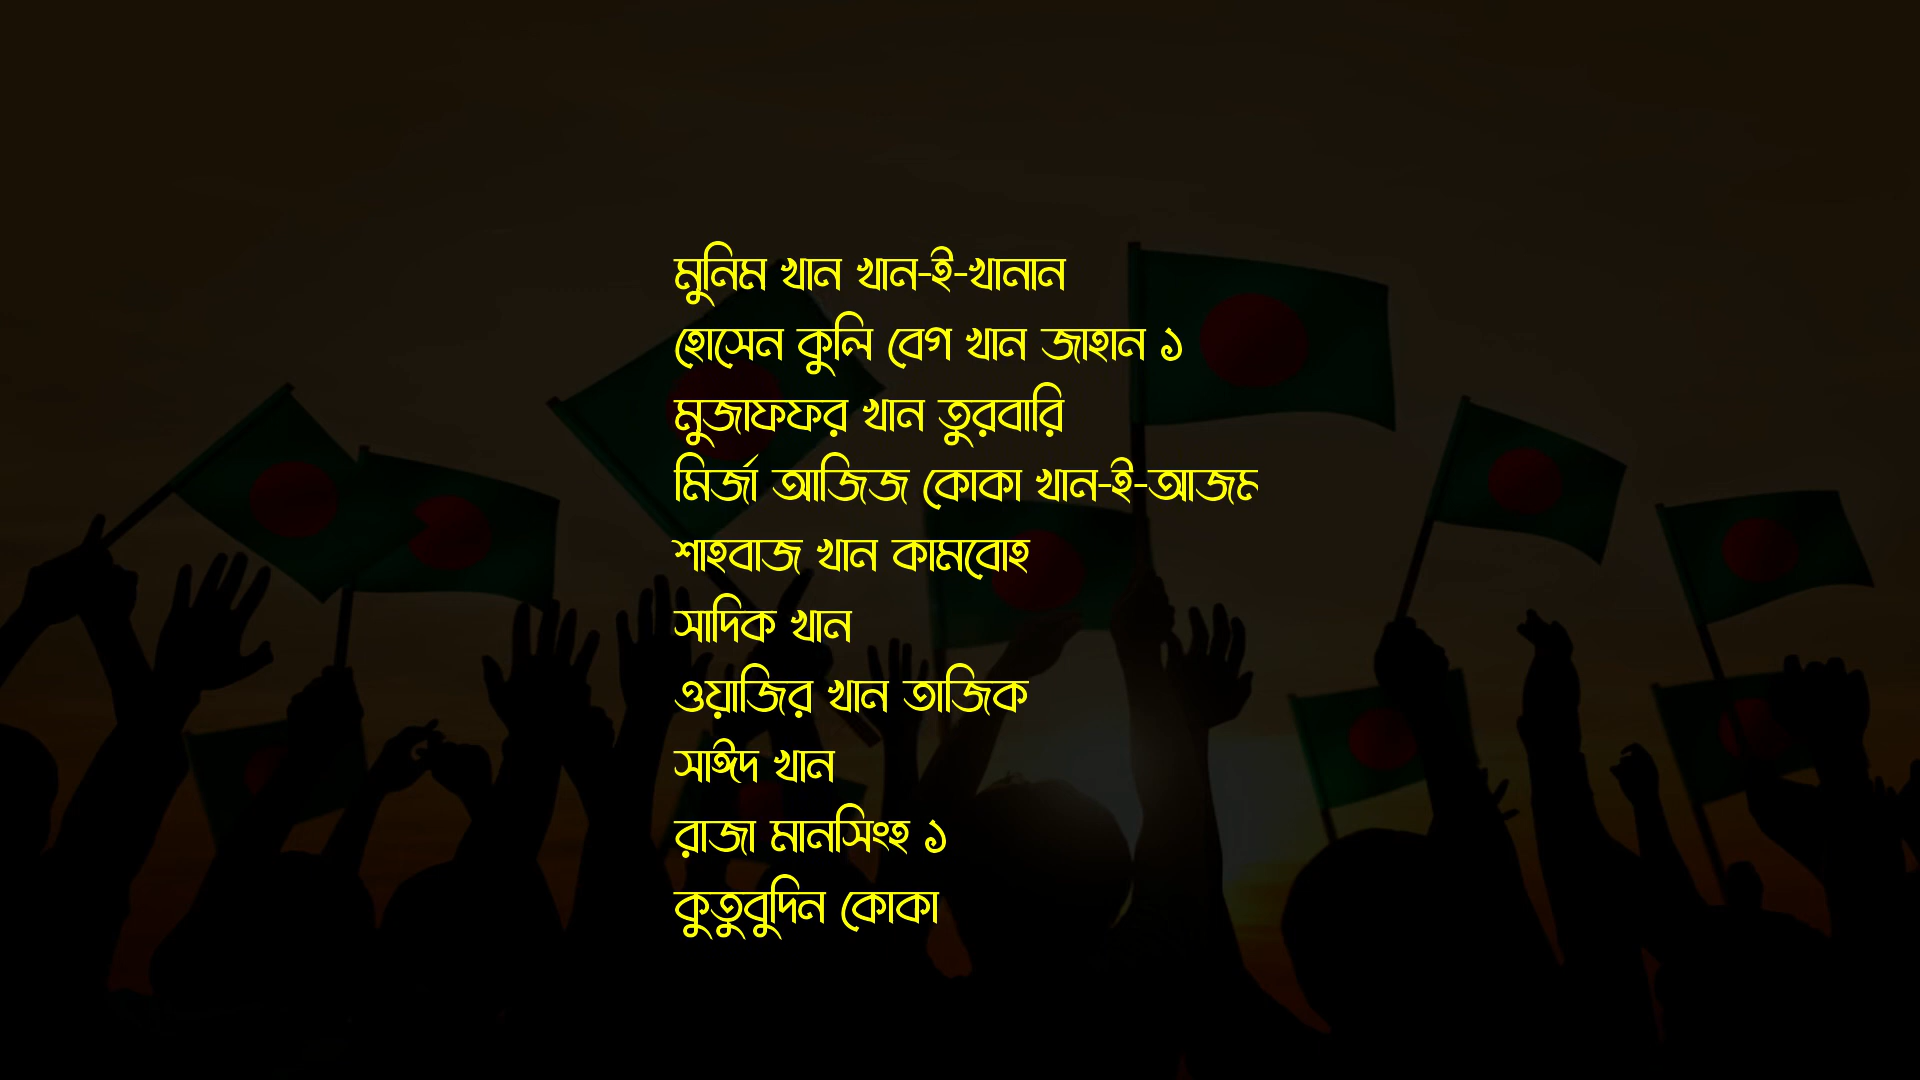 মুনিম খান খান-ই-খানান
হোসেন কুলি বেগ খান জাহান ১
মুজাফফর খান তুরবারি
মির্জা আজিজ কোকা খান-ই-আজম
শাহবাজ খান কামবোহ
সাদিক খান
ওয়াজির খান তাজিক
সাঈদ খান
রাজা মানসিংহ ১
কুতুবুদিন কোকা